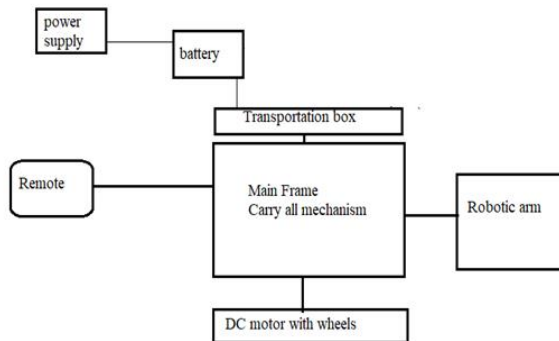 power
supply
battery
Transportation box
Remote
Main Frame
Carry all mechanism
Robotic arm
DC motor with wheels